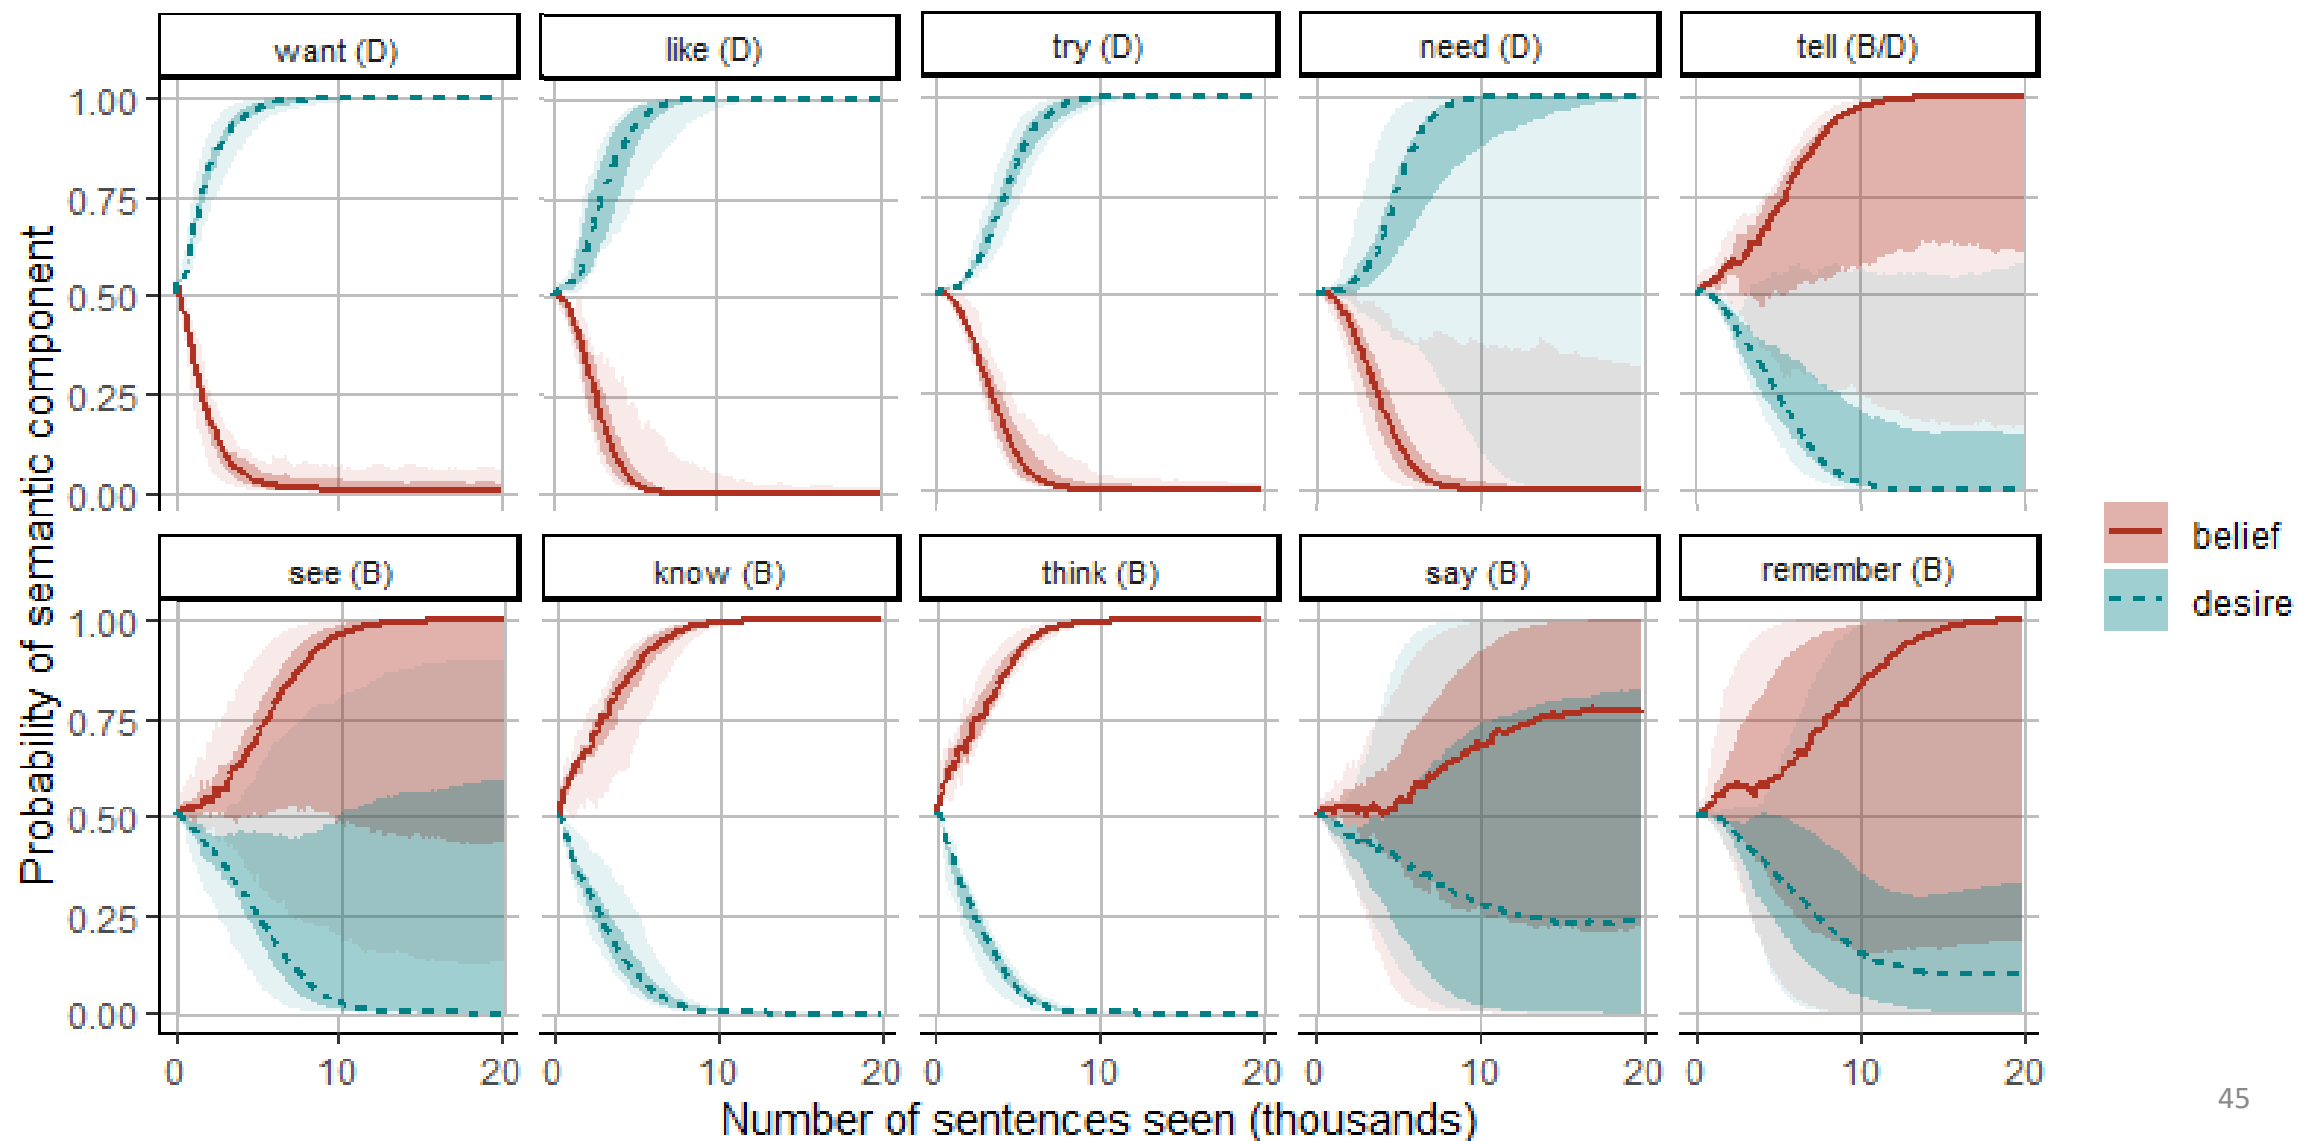 want (D)
like (D)
try (D)
need (D)
tell (B/D)
1.00
0.75
0.50
0.25
0.00
Probability of semantic component
see (B)
know (B)
think (B)
say (B)
remember (B)
1.00
0.75
0.50
0.25
0.00
belief
desire
0 10 20
0 10 20
0 10 20
0 10 20
0 10 20
Number of sentences seen (thousands)
45